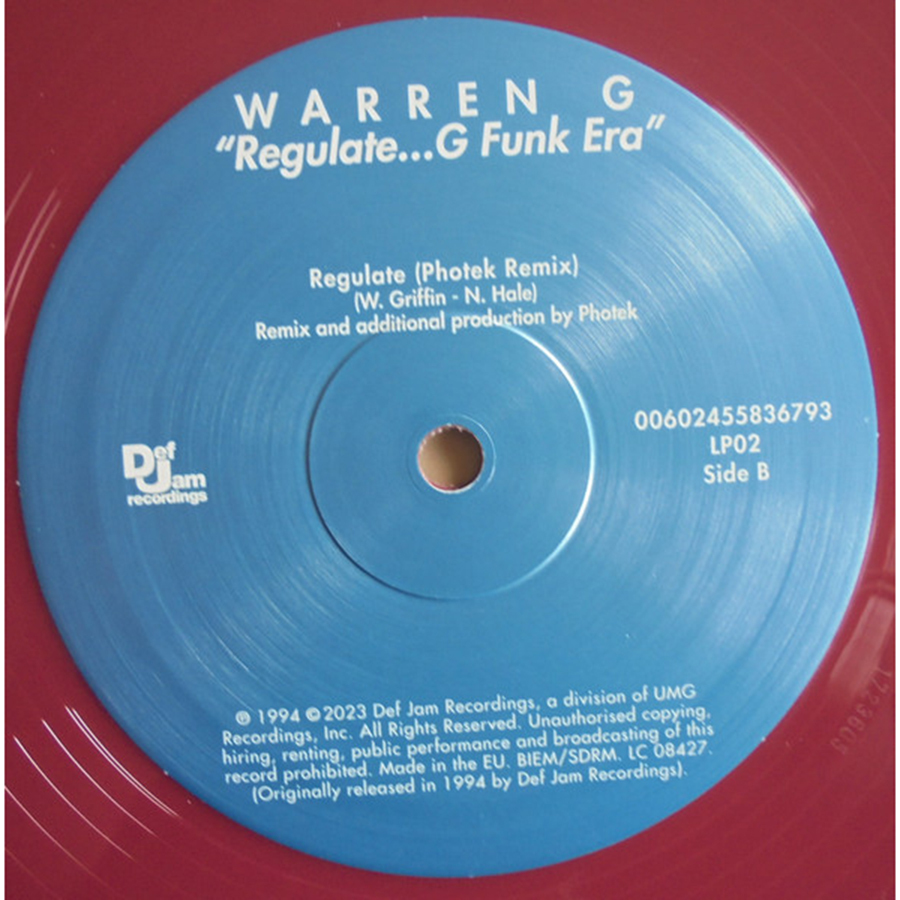 WARREN G
"Regulate...G Funk Era"
Regulate (Photek Remix)
(W. Griffin - N. Hale)
Remix and additional production by Photek
00602455836793
LP02
Side B
Def
Jam
recordings
℗ 1994 © 2023 Def Jam Recordings, a division of UMG
Recordings, Inc. All Rights Reserved. Unauthorised copying,
hiring, renting, public performance and broadcasting of this
record prohibited. Made in the EU. BIEM/SDRM. LC 08427.
(Originally released in 1994 by Def Jam Recordings).